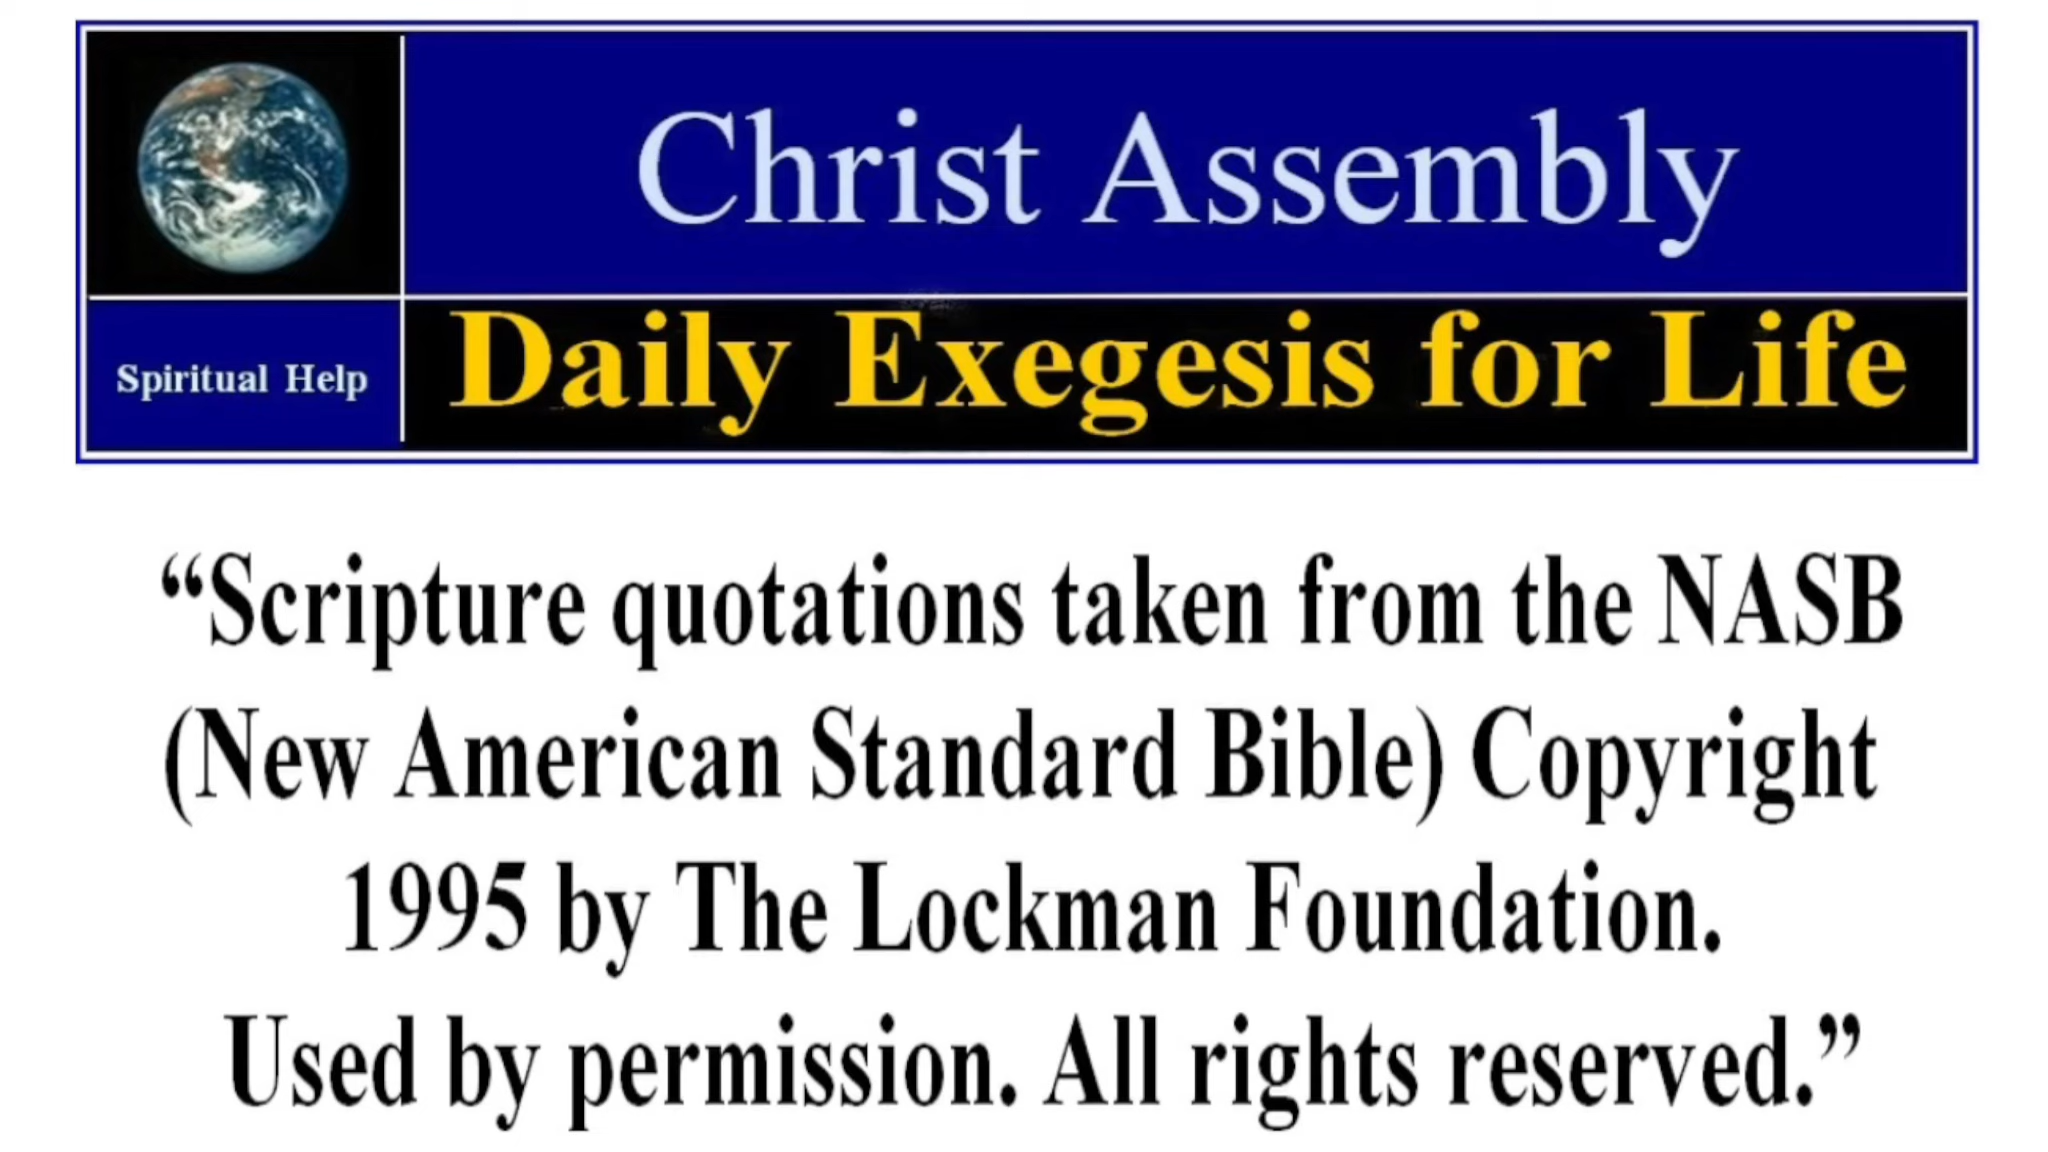 Christ Assembly
Spiritual Help
Daily Exegesis for Life
“Scripture quotations taken from the NASB
(New American Standard Bible) Copyright
1995 by The Lockman Foundation.
Used by permission. All rights reserved.”